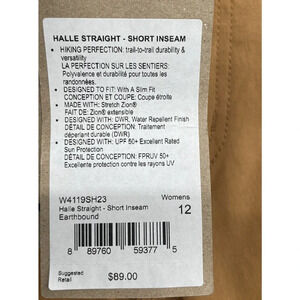 HALLE STRAIGHT - SHORT INSEAM
• HIKING PERFECTION: trail-to-trail durability &
versatility
LA PERFECTION SUR LES SENTIERS:
Polyvalence et durabilité pour toutes les
randonnées.
• DESIGNED TO FIT: With A Slim Fit
CONCEPTION ET COUPE: Coupe étroite
• MADE WITH: Stretch Zion®
FAIT DE: Zion® extensible
• DESIGNED WITH: DWR, Water Repellent Finish
DÉTAIL DE CONCEPTION: Traitement
déperlant durable (DWR)
• DESIGNED WITH: UPF 50+ Excellent Rated
Sun Protection
DÉTAIL DE CONCEPTION: FPRUV 50+
Excellente protection contre les rayons UV
W4119SH23 Womens
Halle Straight - Short Inseam 12
Earthbound
8 89760 59377 5
Suggested
Retail $89.00